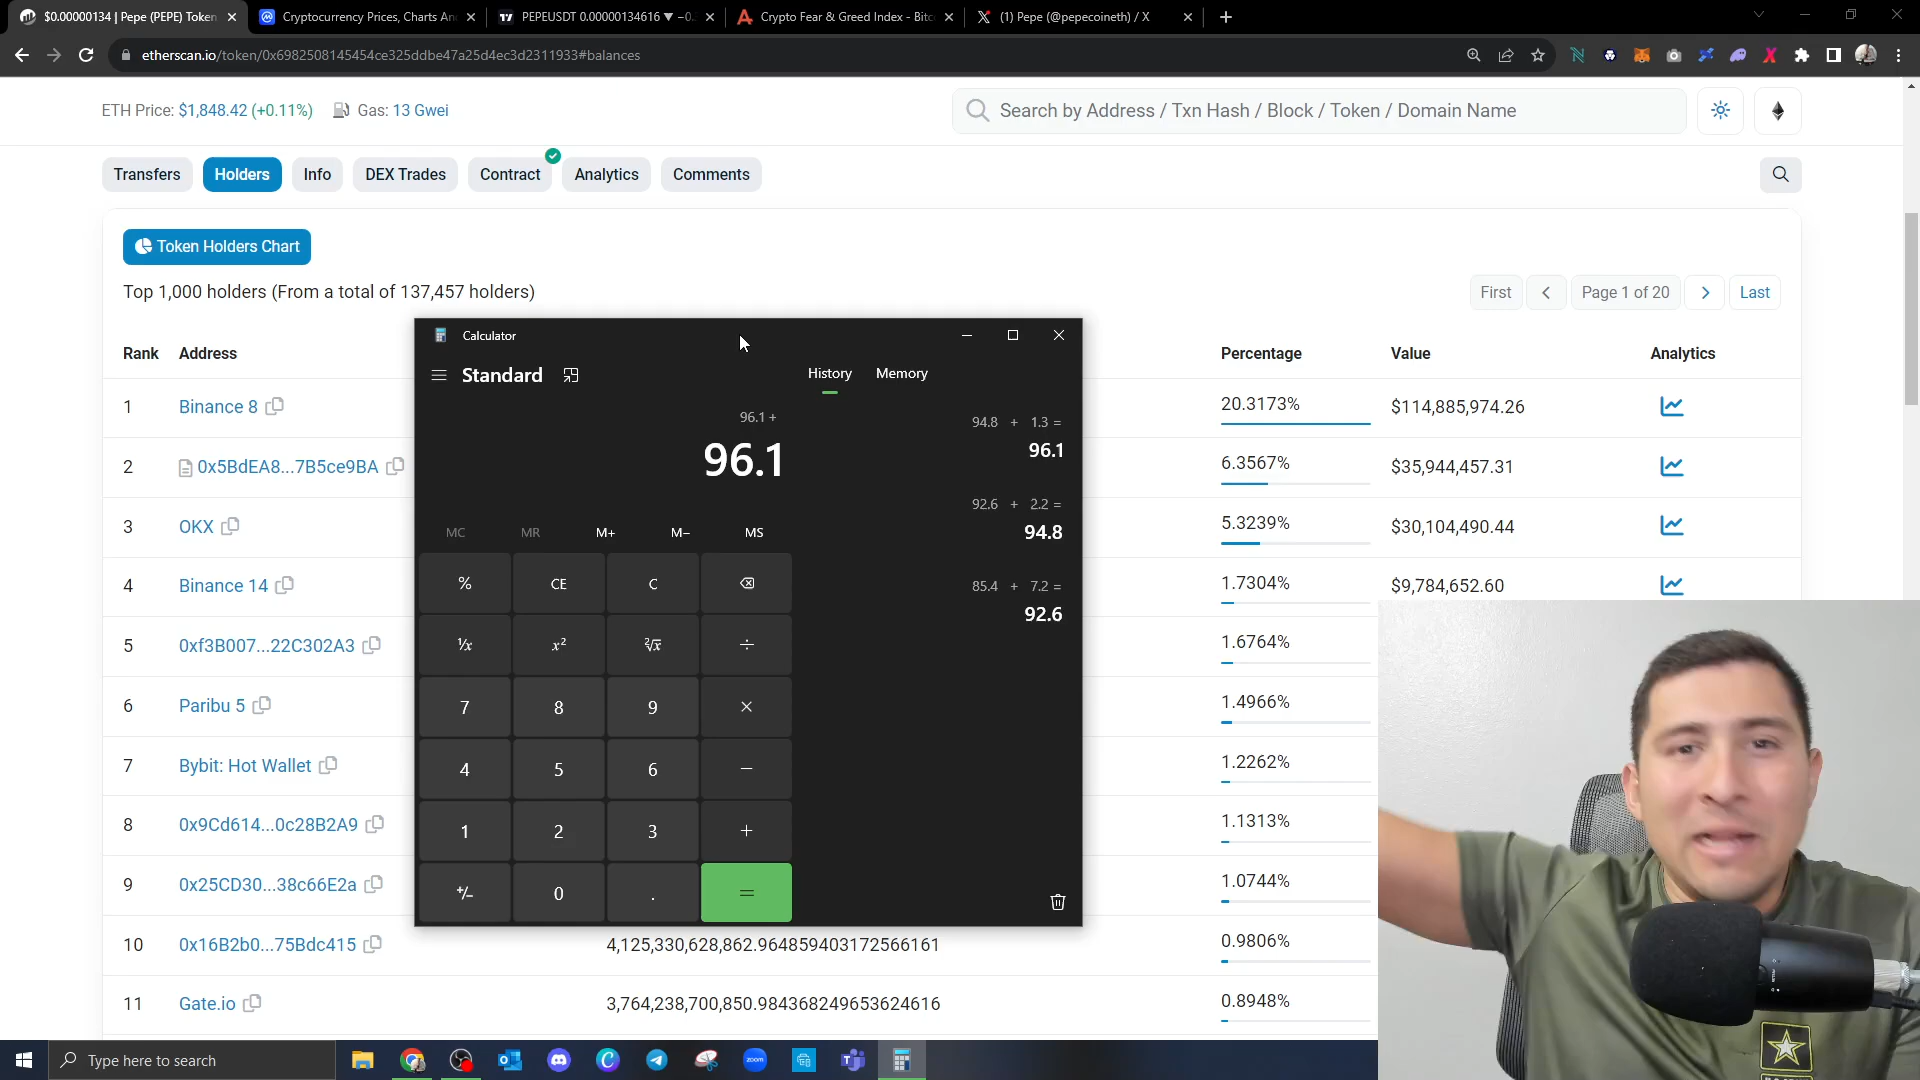 $0.00000134 | Pepe (PEPE) Token
Cryptocurrency Prices, Charts An
PEPEUSDT 0.00000134616 ▼ −0.
Crypto Fear & Greed Index - Bitc
(1) Pepe (@pepecoineth) / X
etherscan.io/token/0x6982508145454ce325ddbe47a25d4ec3d2311933#balances
ETH Price: $1,848.42 (+0.11%) Gas: 13 Gwei
Search by Address / Txn Hash / Block / Token / Domain Name
Transfers Holders Info DEX Trades Contract Analytics Comments
Token Holders Chart
Top 1,000 holders (From a total of 137,457 holders)
First Page 1 of 20 Last
Rank Address Percentage Value Analytics
1 Binance 8 20.3173% $114,885,974.26
2 0x5BdEA8...7B5ce9BA 6.3567% $35,944,457.31
3 OKX 5.3239% $30,104,490.44
4 Binance 14 1.7304% $9,784,652.60
5 0xf3B007...22C302A3 1.6764%
6 Paribu 5 1.4966%
7 Bybit: Hot Wallet 1.2262%
8 0x9Cd614...0c28B2A9 1.1313%
9 0x25CD30...38c66E2a 1.0744%
10 0x16B2b0...75Bdc415 4,125,330,628,862.964859403172566161 0.9806%
11 Gate.io 3,764,238,700,850.984368249653624616 0.8948%
Calculator
Standard
History Memory
96.1 +
96.1
94.8 + 1.3 =
96.1
92.6 + 2.2 =
94.8
85.4 + 7.2 =
92.6
MC MR M+ M− MS
% CE C
¹/x x² ²√x ÷
7 8 9 ×
4 5 6 −
1 2 3 +
+/− 0 . =
Type here to search
zoom